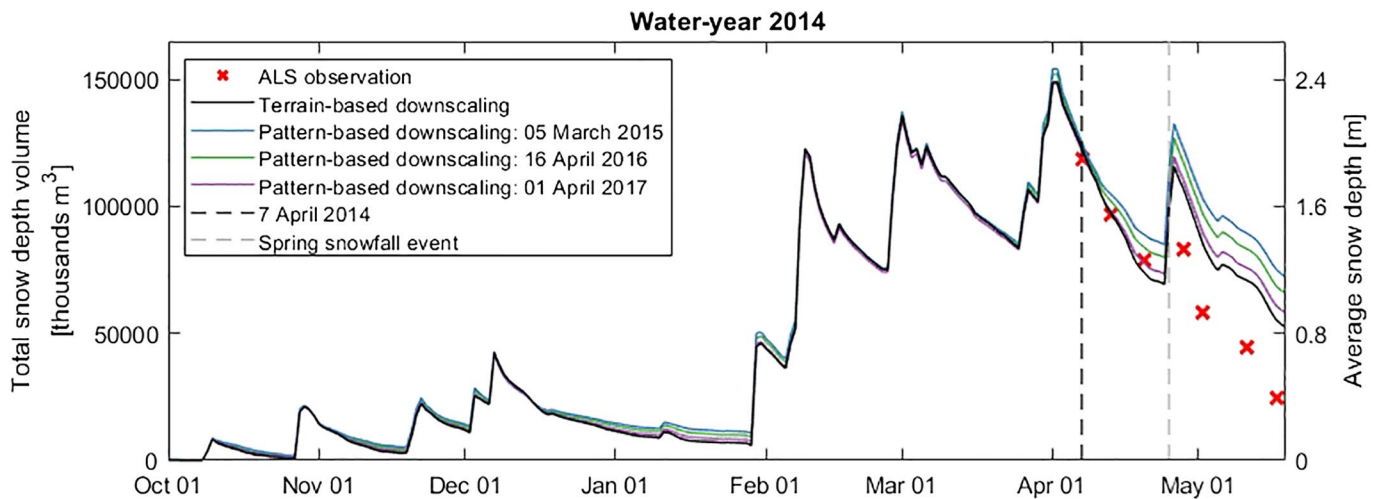 Water-year 2014
Total snow depth volume
[thousands m³]
150000
100000
50000
0
ALS observation
Terrain-based downscaling
Pattern-based downscaling: 05 March 2015
Pattern-based downscaling: 16 April 2016
Pattern-based downscaling: 01 April 2017
7 April 2014
Spring snowfall event
2.4
1.6
0.8
0
Average snow depth [m]
Oct 01 Nov 01 Dec 01 Jan 01 Feb 01 Mar 01 Apr 01 May 01